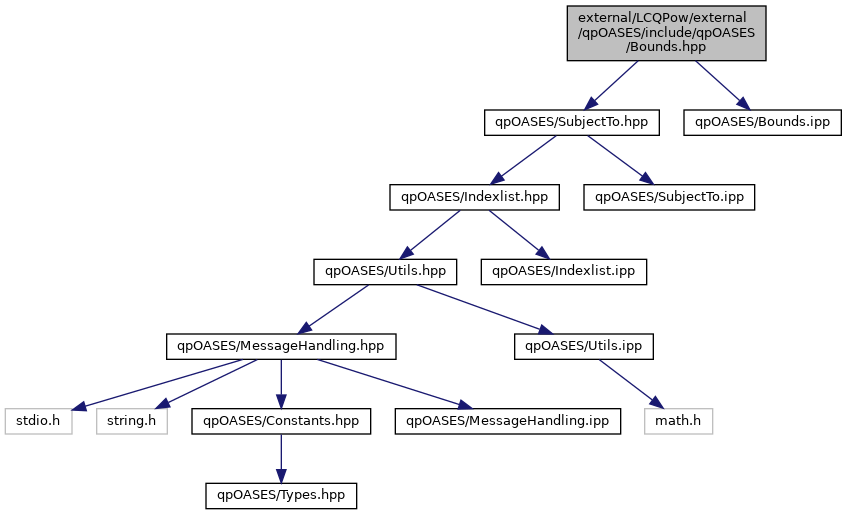 external/LCQPow/external
/qpOASES/include/qpOASES
/Bounds.hpp
qpOASES/SubjectTo.hpp
qpOASES/Bounds.ipp
qpOASES/Indexlist.hpp
qpOASES/SubjectTo.ipp
qpOASES/Utils.hpp
qpOASES/Indexlist.ipp
qpOASES/MessageHandling.hpp
qpOASES/Utils.ipp
stdio.h
string.h
qpOASES/Constants.hpp
qpOASES/MessageHandling.ipp
math.h
qpOASES/Types.hpp